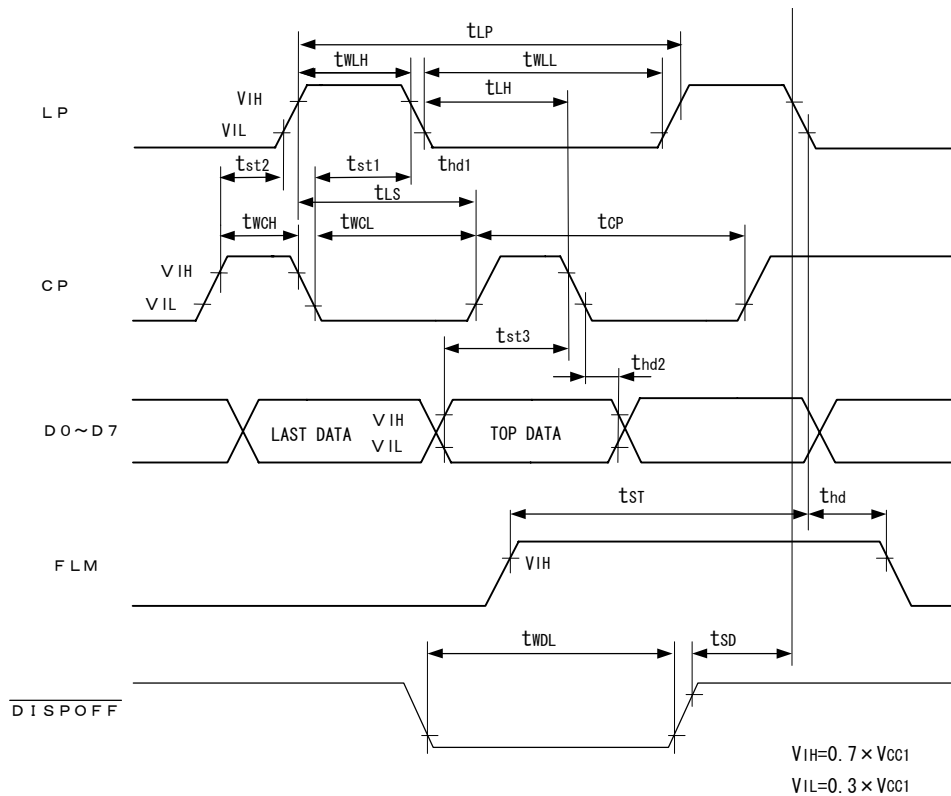 tLP
tWLH
tWLL
tLH
VIH
LP
VIL
tst2
tst1
thd1
tLS
tWCH
tWCL
tCP
VIH
CP
VIL
tst3
thd2
D0~D7
LAST DATA
VIH
VIL
TOP DATA
tST
thd
FLM
VIH
tWDL
tSD
DISPOFF
VIH=0.7×VCC1
VIL=0.3×VCC1